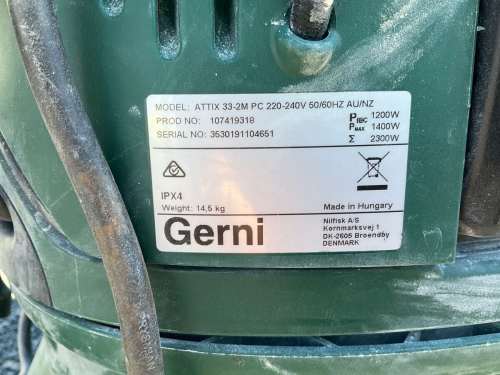 MODEL: ATTIX 33-2M PC 220-240V 50/60HZ AU/NZ
PROD NO: 107419318
SERIAL NO: 3530191104651
PIEC 1200W
PMAX 1400W
Σ 2300W
IPX4
Weight: 14,5 kg
Made in Hungary
Gerni
Nilfisk A/S
Kornmarksvej 1
DK-2605 Broendby
DENMARK